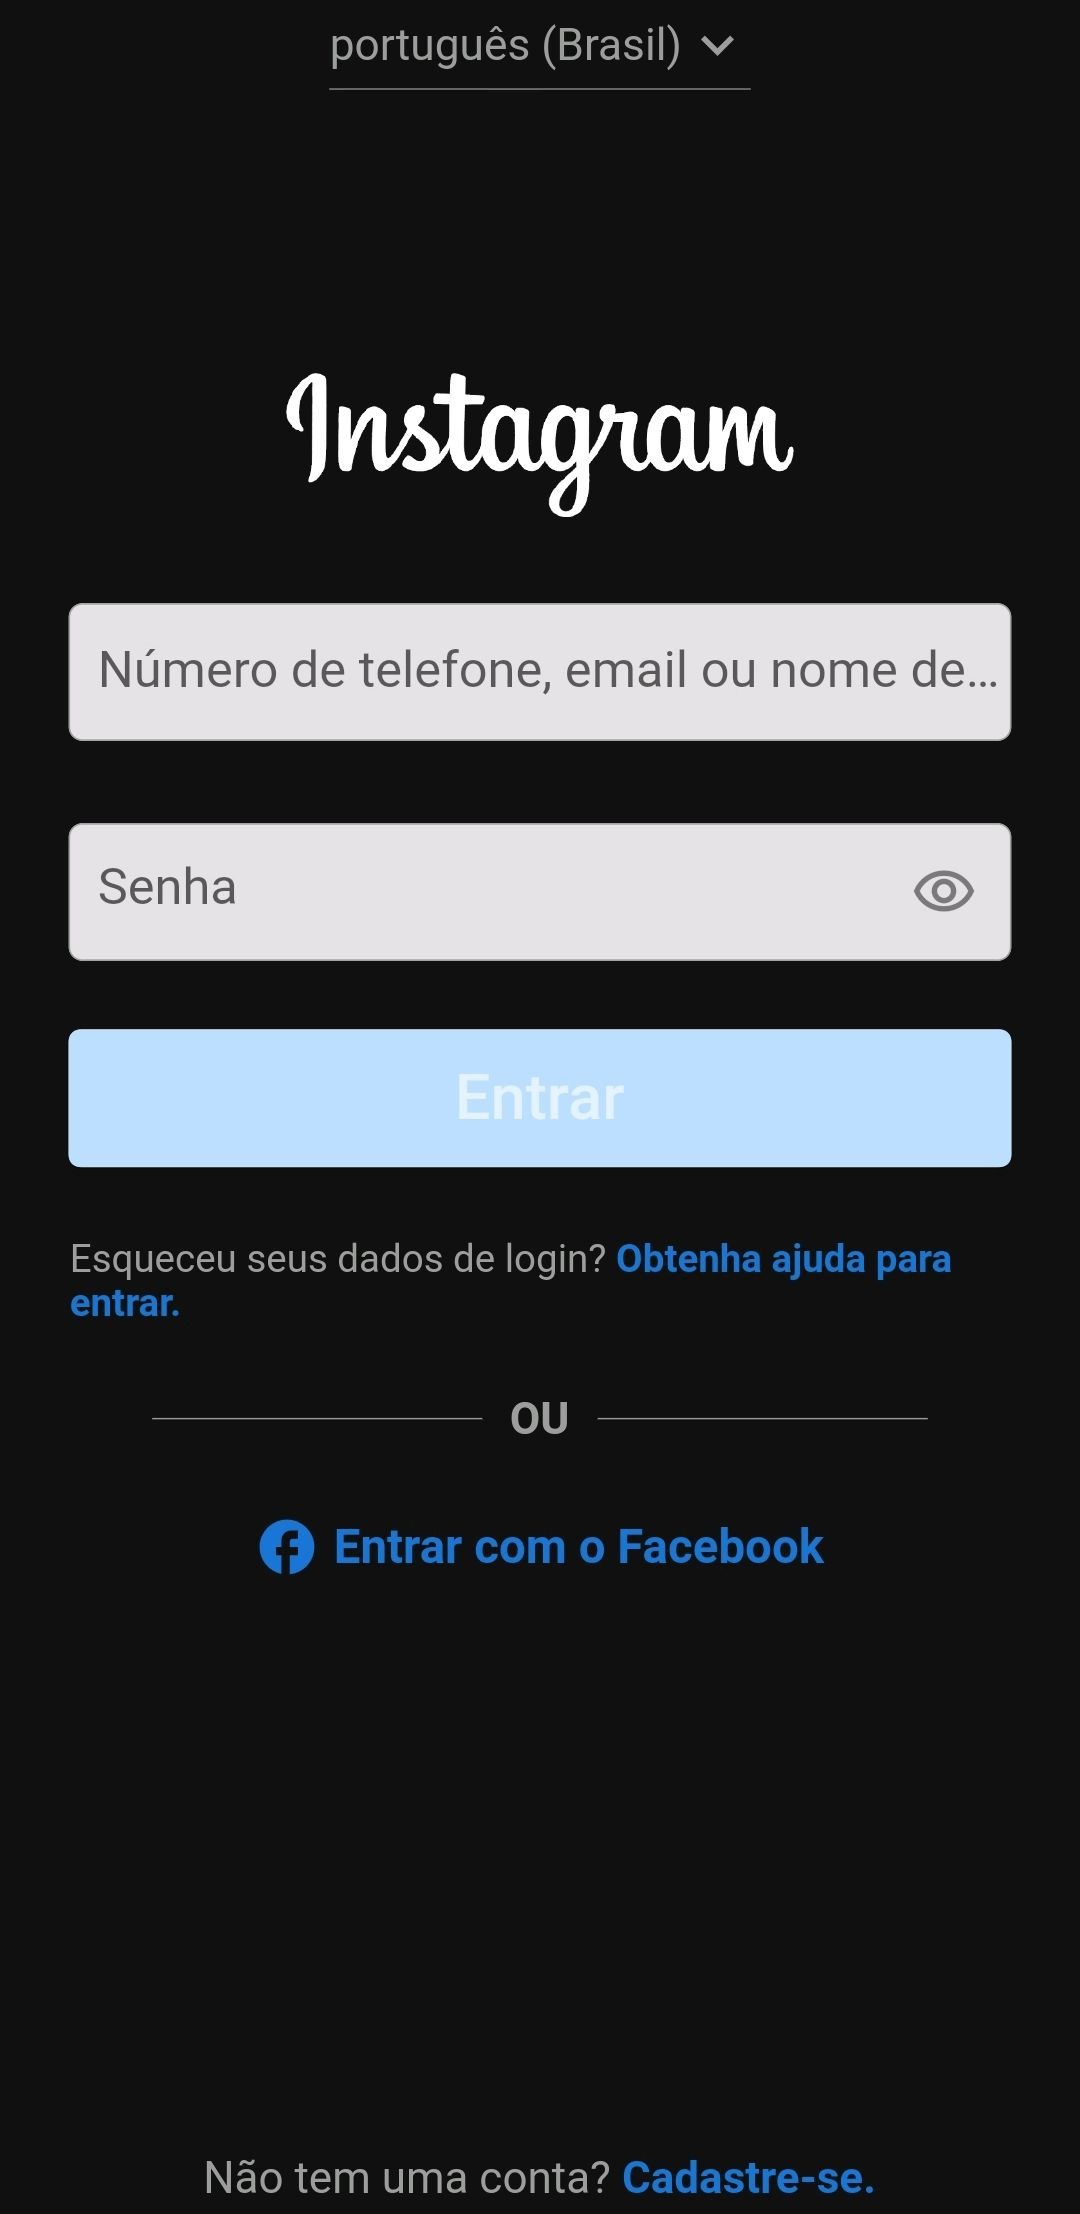 português (Brasil)
Instagram
Número de telefone, email ou nome de...
Senha
Entrar
Esqueceu seus dados de login? Obtenha ajuda para
entrar.
OU
Entrar com o Facebook
Não tem uma conta? Cadastre-se.